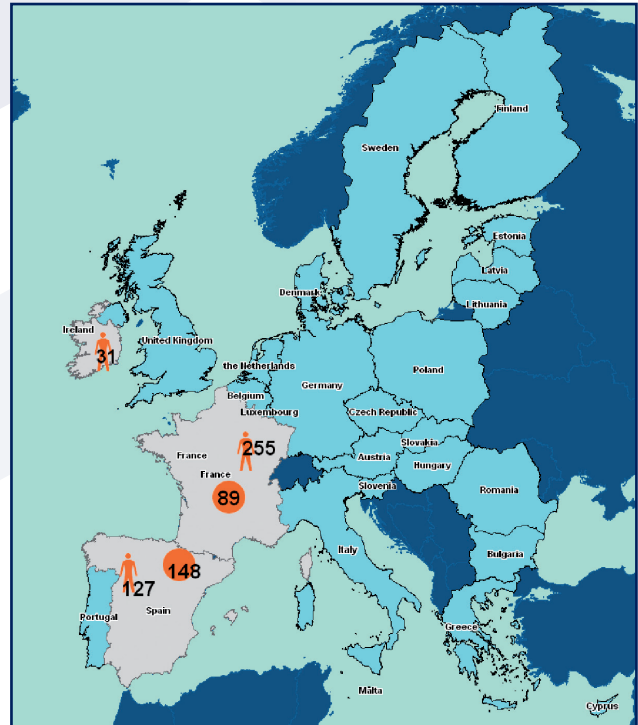 Finland
Sweden
Estonia
Latvia
Lithuania
Denmark
Ireland
31
United Kingdom
the Netherlands
Germany
Poland
Belgium
Luxembourg
Czech Republic
Slovakia
France
255
Austria
Hungary
France
Slovenia
89
Romania
Italy
Bulgaria
148
127
Spain
Portugal
Greece
Malta
Cyprus